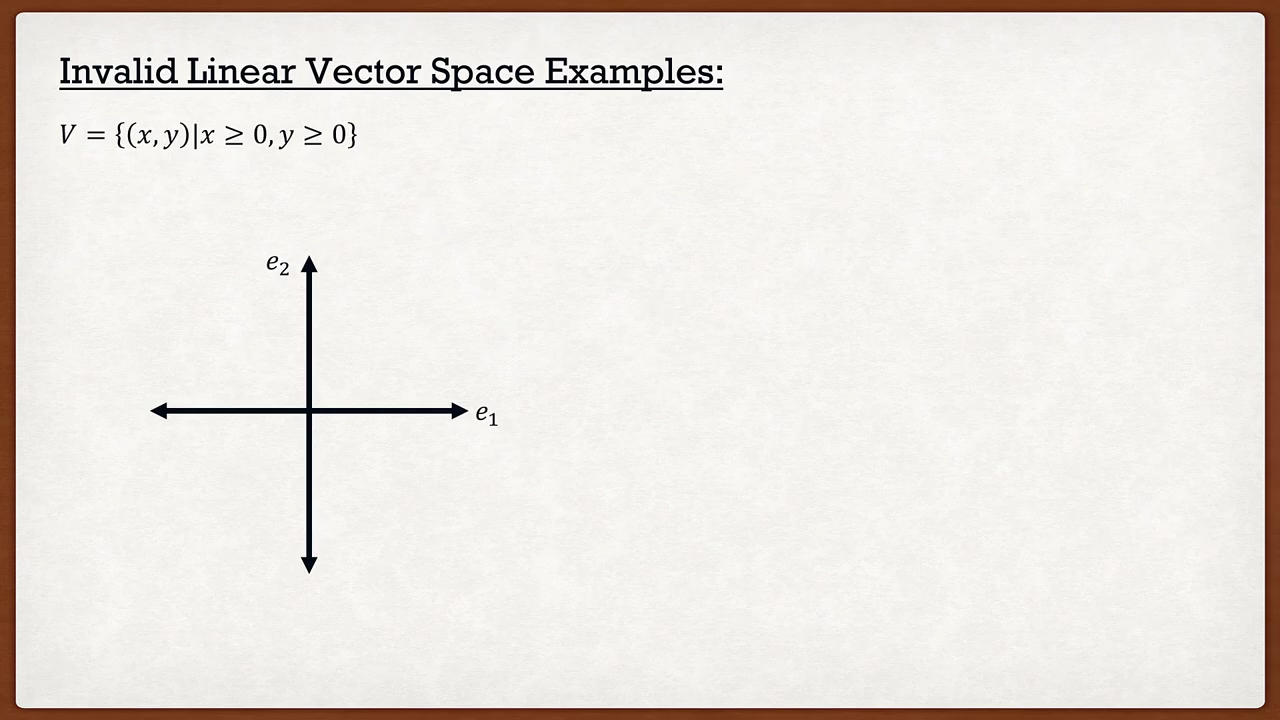 Invalid Linear Vector Space Examples:
V = {(x, y)|x ≥ 0, y ≥ 0}
e₂
e₁